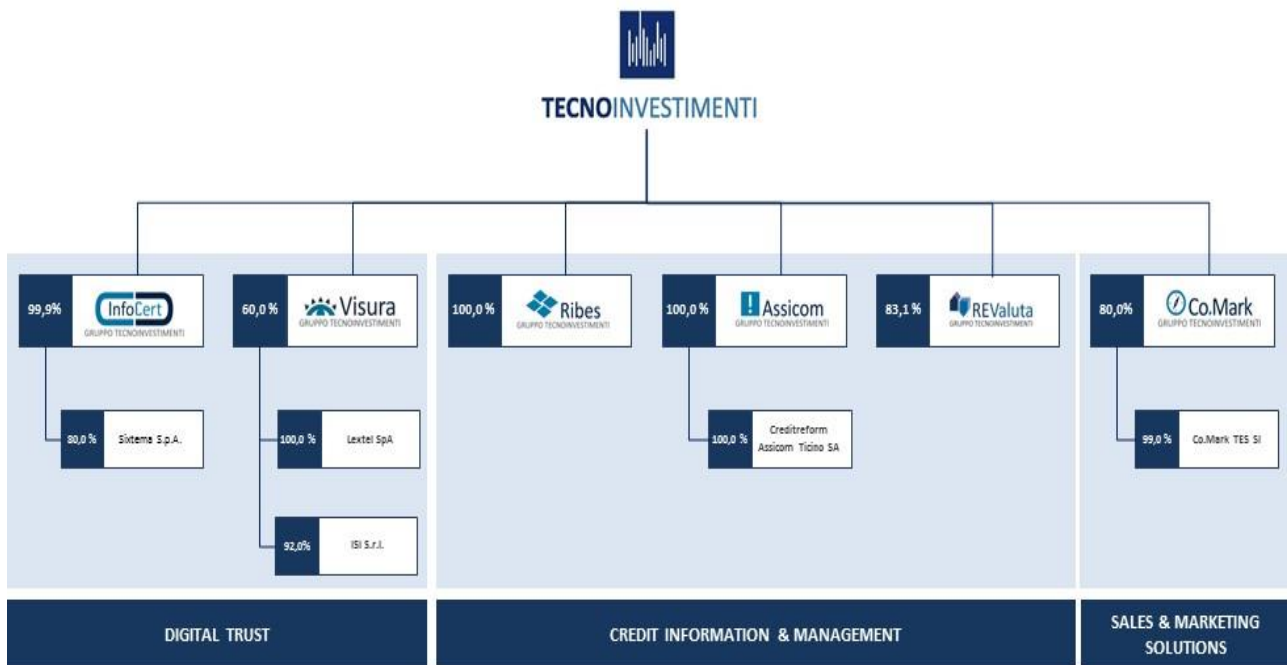 TECNOINVESTIMENTI
99,9%
InfoCert
GRUPPO TECNOINVESTIMENTI
60,0 %
Visura
GRUPPO TECNOINVESTIMENTI
100,0 %
Ribes
GRUPPO TECNOINVESTIMENTI
100,0 %
Assicom
GRUPPO TECNOINVESTIMENTI
83,1 %
REValuta
GRUPPO TECNOINVESTIMENTI
80,0%
Co.Mark
GRUPPO TECNOINVESTIMENTI
80,0 %
Sixtema S.p.A.
100,0 %
Lextel SpA
100,0 %
Creditreform
Assicom Ticino SA
99,0 %
Co.Mark TES Sl
92,0%
ISI S.r.l.
DIGITAL TRUST
CREDIT INFORMATION & MANAGEMENT
SALES & MARKETING
SOLUTIONS